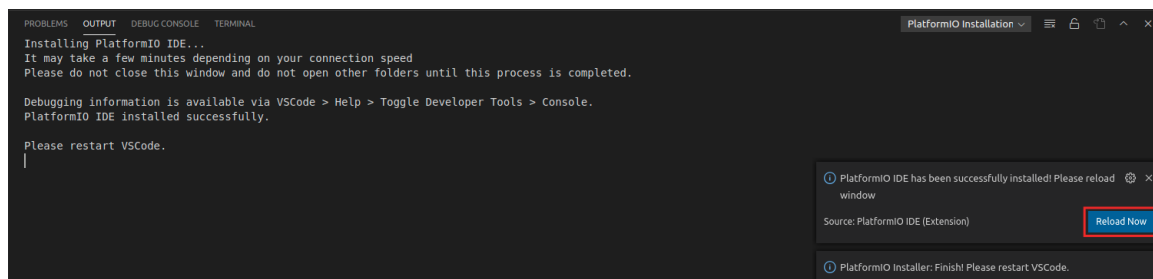 PROBLEMS OUTPUT DEBUG CONSOLE TERMINAL PlatformIO Installation
Installing PlatformIO IDE...
It may take a few minutes depending on your connection speed
Please do not close this window and do not open other folders until this process is completed.
Debugging information is available via VSCode > Help > Toggle Developer Tools > Console.
PlatformIO IDE installed successfully.
Please restart VSCode.
PlatformIO IDE has been successfully installed! Please reload
window
Source: PlatformIO IDE (Extension) Reload Now
PlatformIO Installer: Finish! Please restart VSCode.